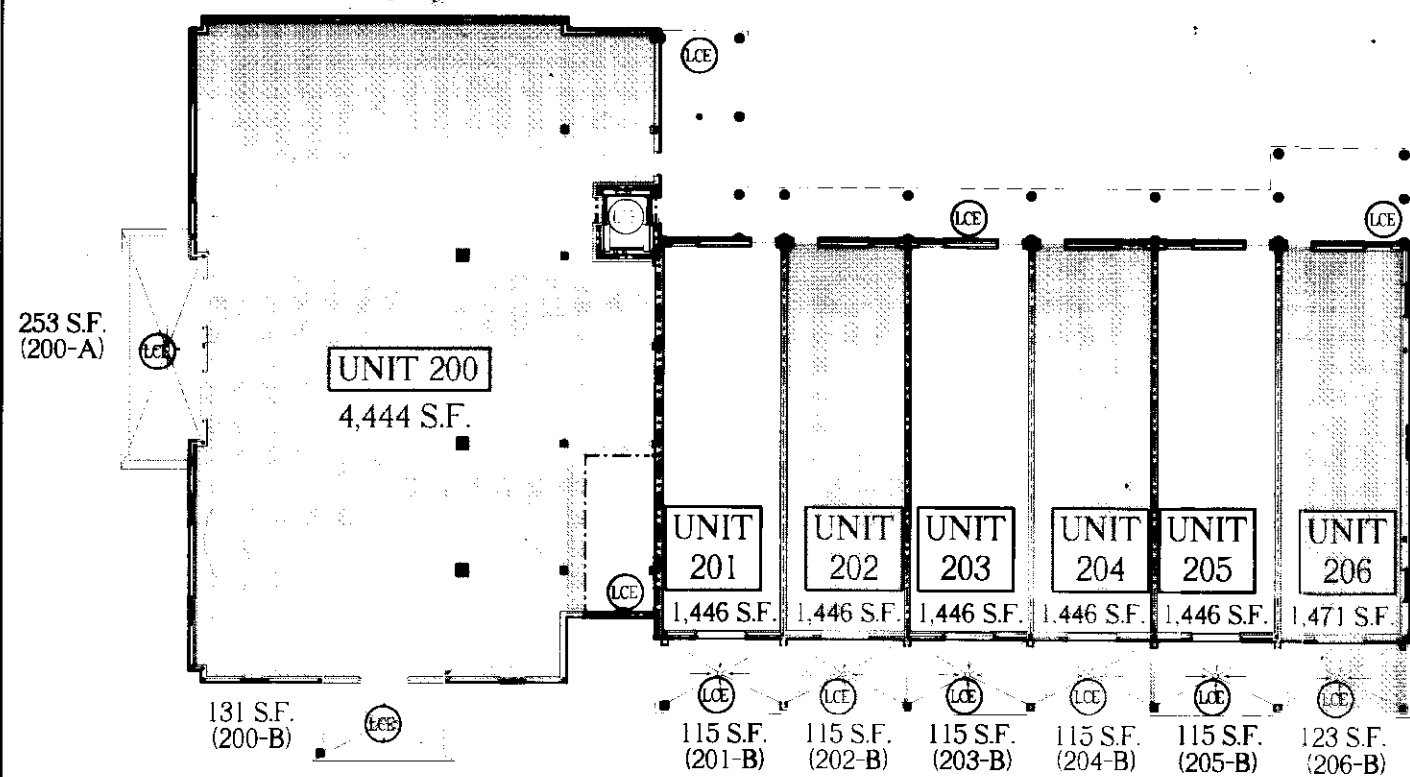 LCE
LCE
LCE
LCE
253 S.F.
(200-A)
LCE
UNIT 200
4,444 S.F.
LCE
UNIT
201
1,446 S.F.
UNIT
202
1,446 S.F.
UNIT
203
1,446 S.F.
UNIT
204
1,446 S.F.
UNIT
205
1,446 S.F.
UNIT
206
1,471 S.F.
131 S.F.
(200-B)
LCE
LCE
115 S.F.
(201-B)
LCE
115 S.F.
(202-B)
LCE
115 S.F.
(203-B)
LCE
115 S.F.
(204-B)
LCE
115 S.F.
(205-B)
LCE
123 S.F.
(206-B)